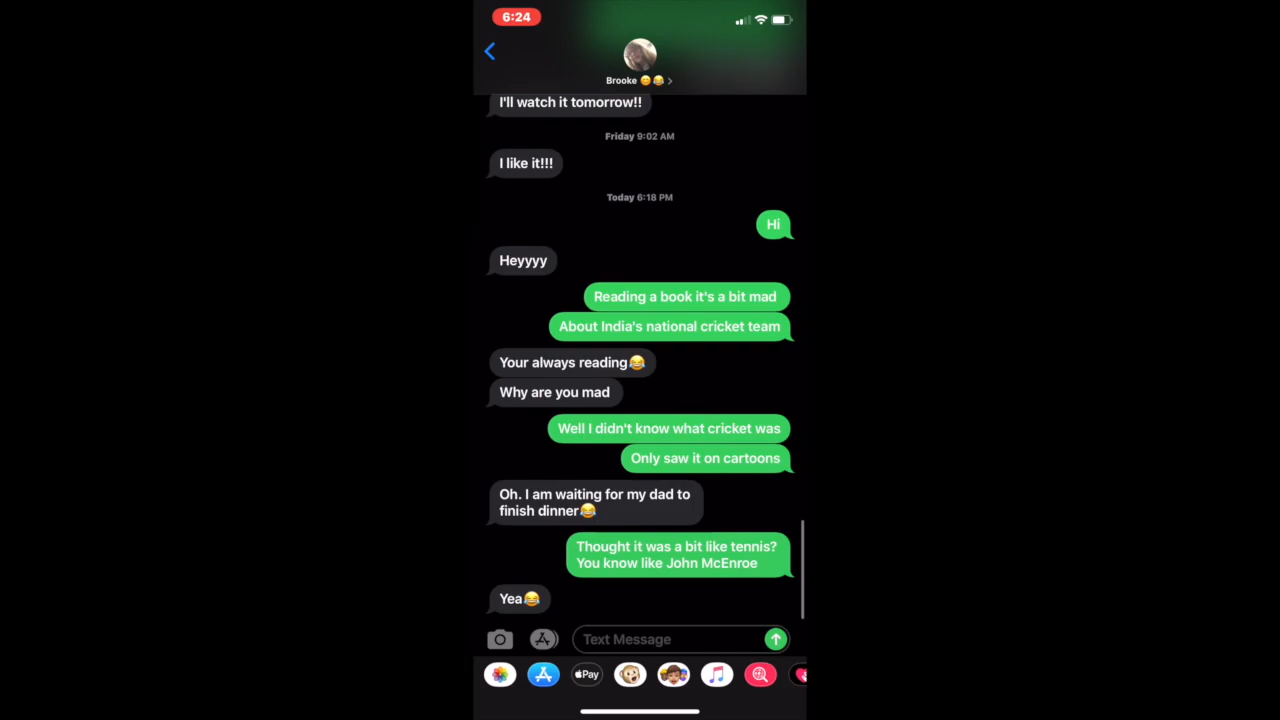 6:24
Brooke 😊😂 >
I'll watch it tomorrow!!
Friday 9:02 AM
I like it!!!
Today 6:18 PM
Hi
Heyyyy
Reading a book it's a bit mad
About India's national cricket team
Your always reading😂
Why are you mad
Well I didn't know what cricket was
Only saw it on cartoons
Oh. I am waiting for my dad to
finish dinner😂
Thought it was a bit like tennis?
You know like John McEnroe
Yea😂
Text Message
Pay